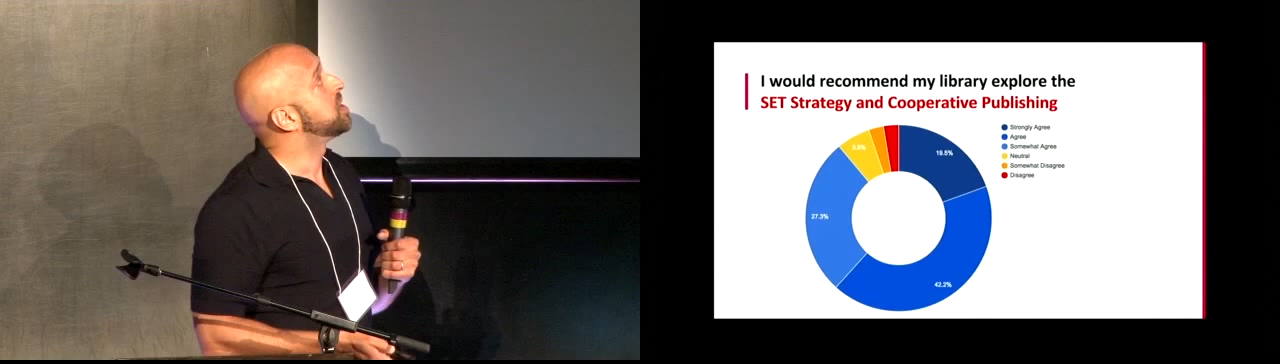 I would recommend my library explore the
SET Strategy and Cooperative Publishing
Strongly Agree
Agree
Somewhat Agree
Neutral
Somewhat Disagree
Disagree
19.5%
42.2%
27.3%